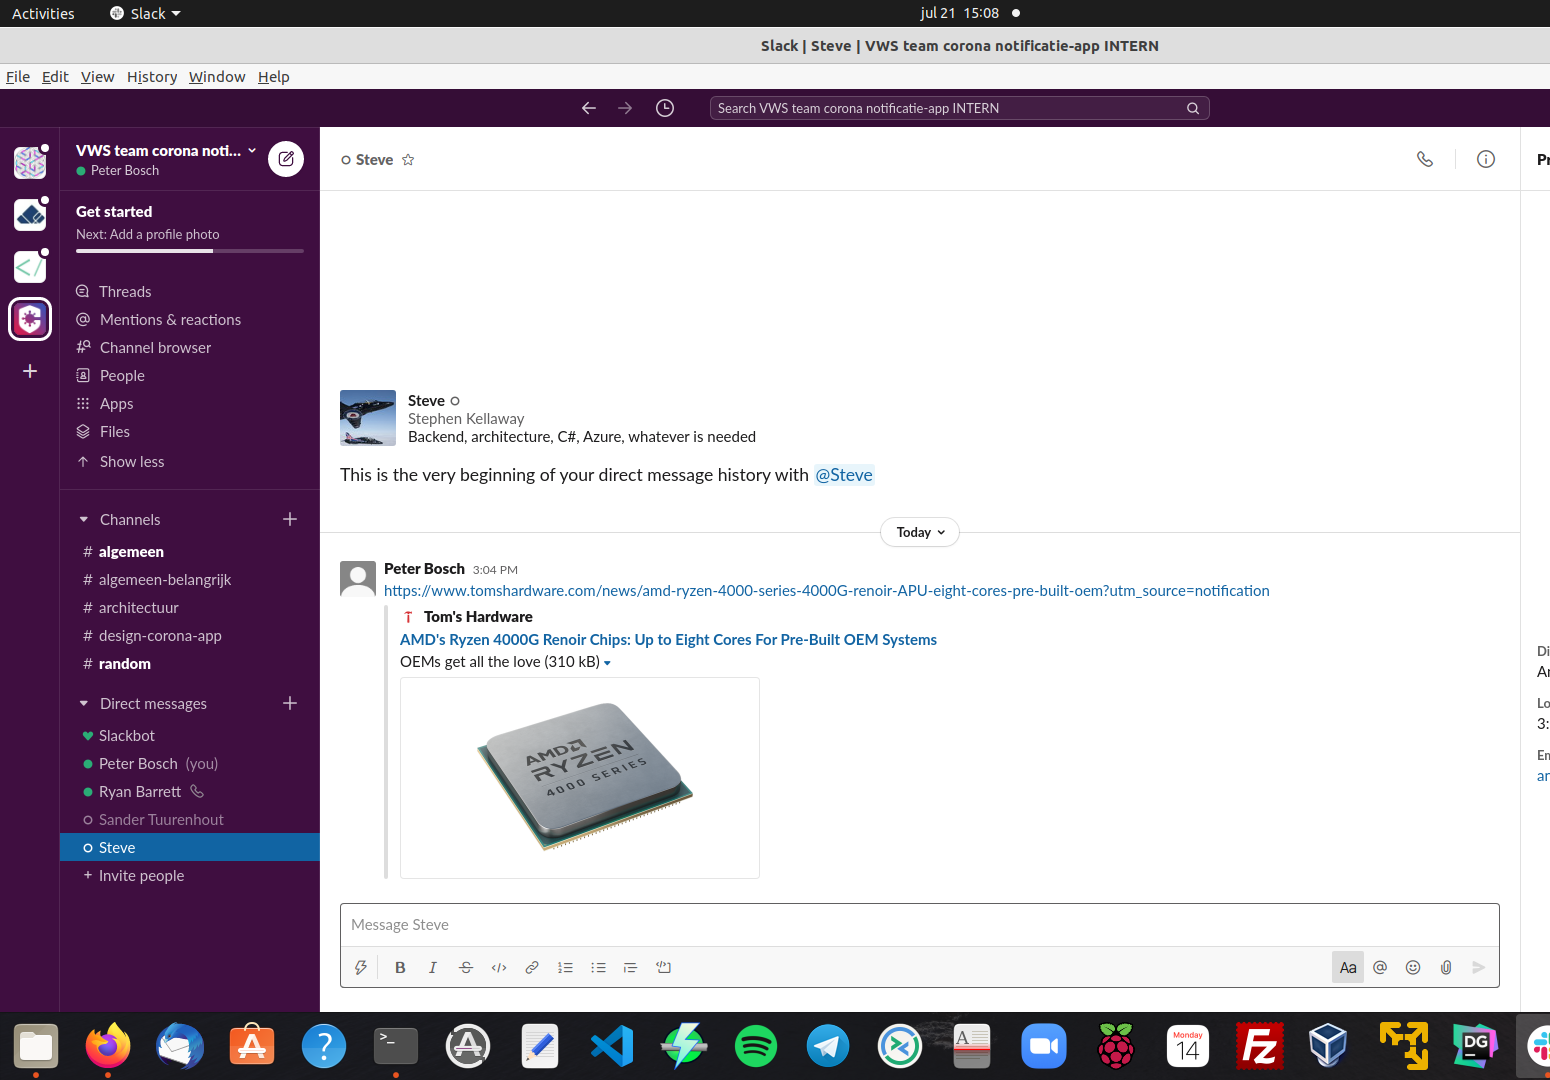 Activities
Slack
jul 21 15:08
Slack | Steve | VWS team corona notificatie-app INTERN
File Edit View History Window Help
Search VWS team corona notificatie-app INTERN
VWS team corona noti...
Peter Bosch
Get started
Next: Add a profile photo
Threads
Mentions & reactions
Channel browser
People
Apps
Files
Show less
Channels
# algemeen
# algemeen-belangrijk
# architectuur
# design-corona-app
# random
Direct messages
Slackbot
Peter Bosch (you)
Ryan Barrett
Sander Tuurenhout
Steve
+ Invite people
Steve
Steve
Stephen Kellaway
Backend, architecture, C#, Azure, whatever is needed
This is the very beginning of your direct message history with @Steve
Today
Peter Bosch 3:04 PM
https://www.tomshardware.com/news/amd-ryzen-4000-series-4000G-renoir-APU-eight-cores-pre-built-oem?utm_source=notification
Tom's Hardware
AMD's Ryzen 4000G Renoir Chips: Up to Eight Cores For Pre-Built OEM Systems
OEMs get all the love (310 kB)
AMD
RYZEN
4000 SERIES
Message Steve
B I S </>
Aa @
Pr
Di
Ar
Lo
3:
En
ar
>_
A
Monday
14
Fz
DG